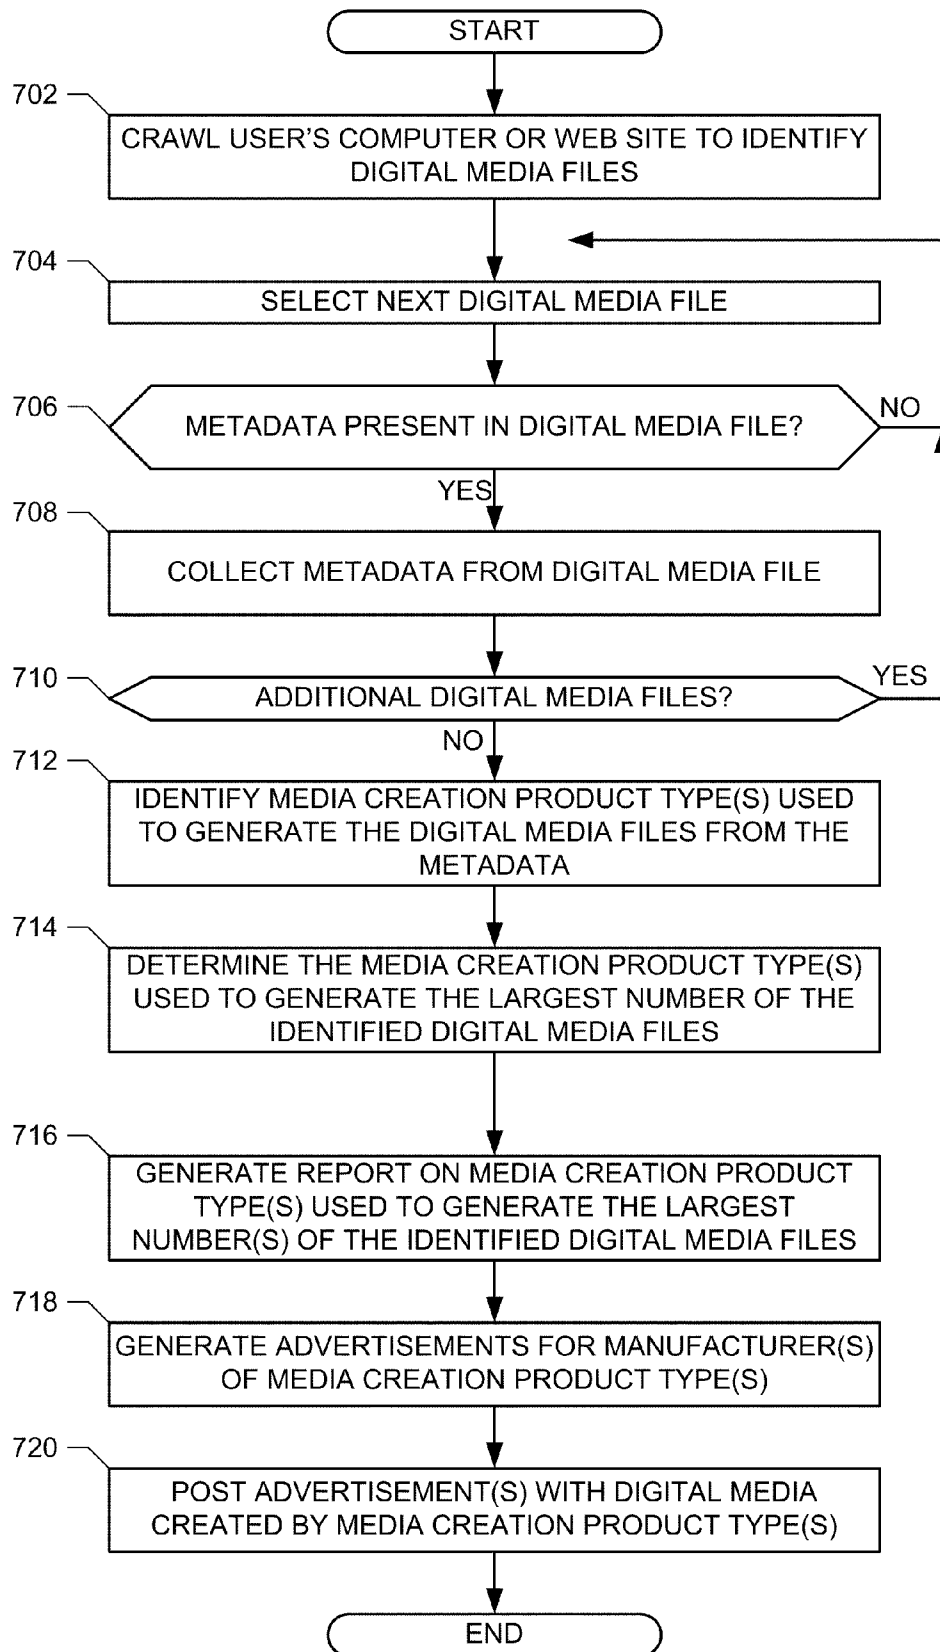 START
702
CRAWL USER'S COMPUTER OR WEB SITE TO IDENTIFY
DIGITAL MEDIA FILES
704
SELECT NEXT DIGITAL MEDIA FILE
706
METADATA PRESENT IN DIGITAL MEDIA FILE?
NO
YES
708
COLLECT METADATA FROM DIGITAL MEDIA FILE
710
ADDITIONAL DIGITAL MEDIA FILES?
YES
NO
712
IDENTIFY MEDIA CREATION PRODUCT TYPE(S) USED
TO GENERATE THE DIGITAL MEDIA FILES FROM THE
METADATA
714
DETERMINE THE MEDIA CREATION PRODUCT TYPE(S)
USED TO GENERATE THE LARGEST NUMBER OF THE
IDENTIFIED DIGITAL MEDIA FILES
716
GENERATE REPORT ON MEDIA CREATION PRODUCT
TYPE(S) USED TO GENERATE THE LARGEST
NUMBER(S) OF THE IDENTIFIED DIGITAL MEDIA FILES
718
GENERATE ADVERTISEMENTS FOR MANUFACTURER(S)
OF MEDIA CREATION PRODUCT TYPE(S)
720
POST ADVERTISEMENT(S) WITH DIGITAL MEDIA
CREATED BY MEDIA CREATION PRODUCT TYPE(S)
END